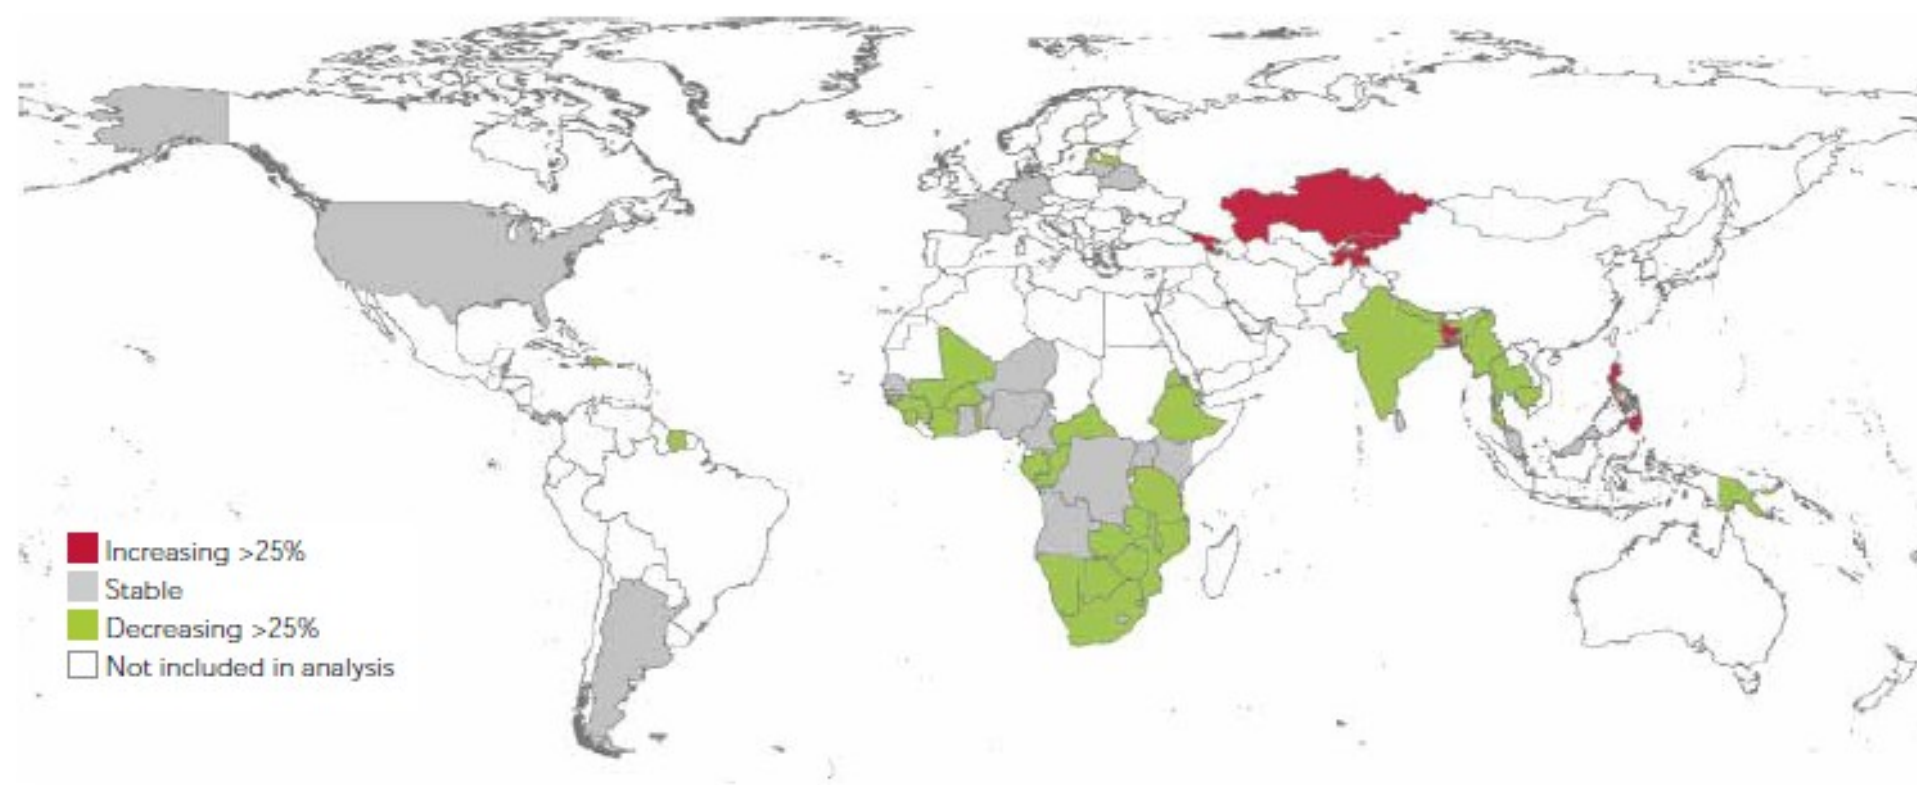 Increasing >25%
Stable
Decreasing >25%
Not included in analysis